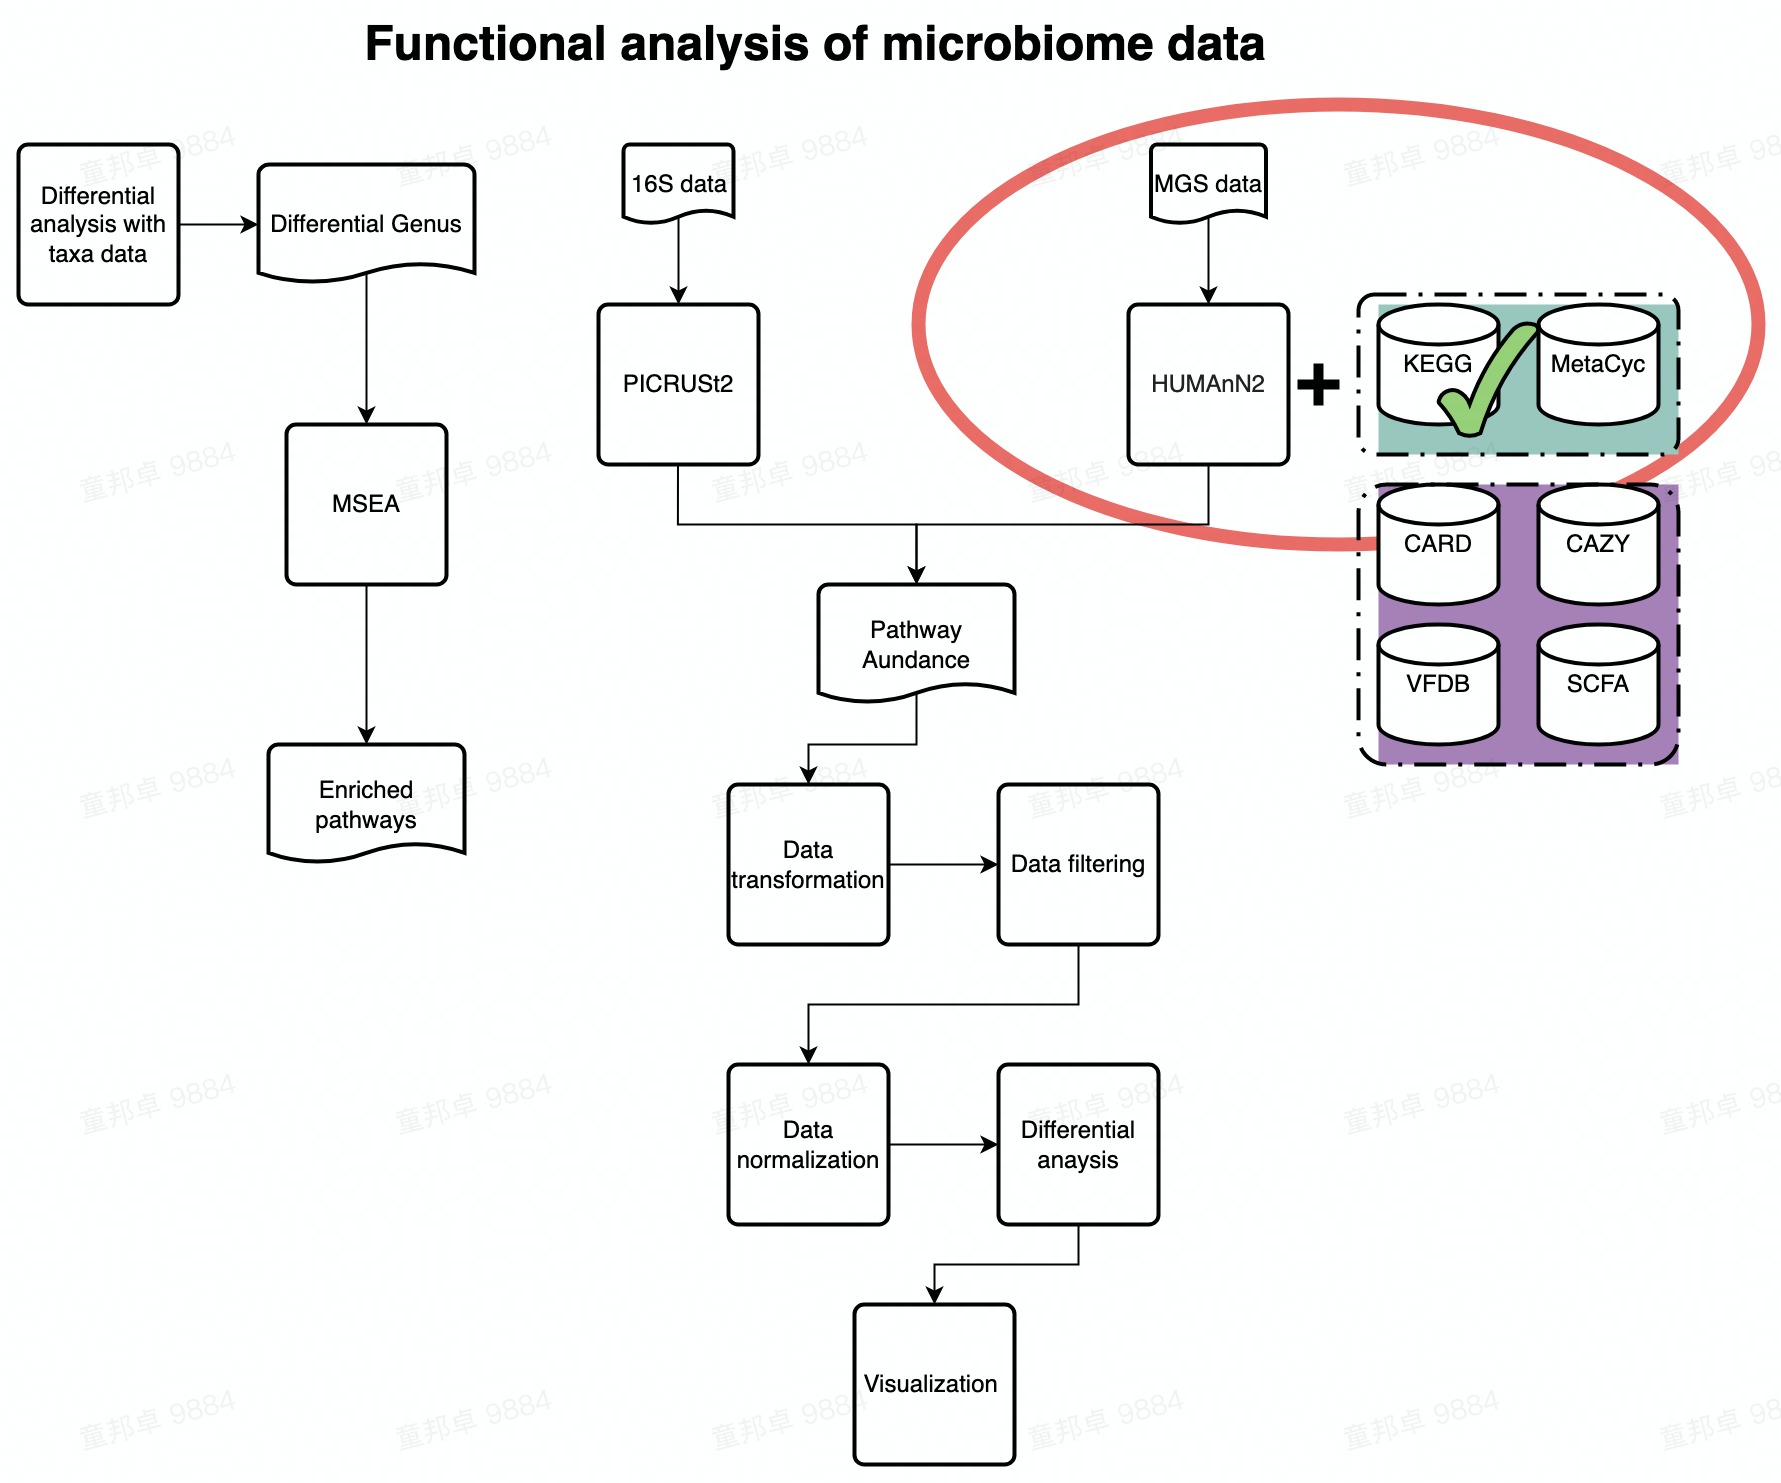 Functional analysis of microbiome data
Differential
analysis with
taxa data
Differential Genus
MSEA
Enriched
pathways
16S data
PICRUSt2
MGS data
HUMAnN2
+
KEGG
MetaCyc
CARD
CAZY
VFDB
SCFA
Pathway
Aundance
Data
transformation
Data filtering
Data
normalization
Differential
anaysis
Visualization
童邦卓 9884